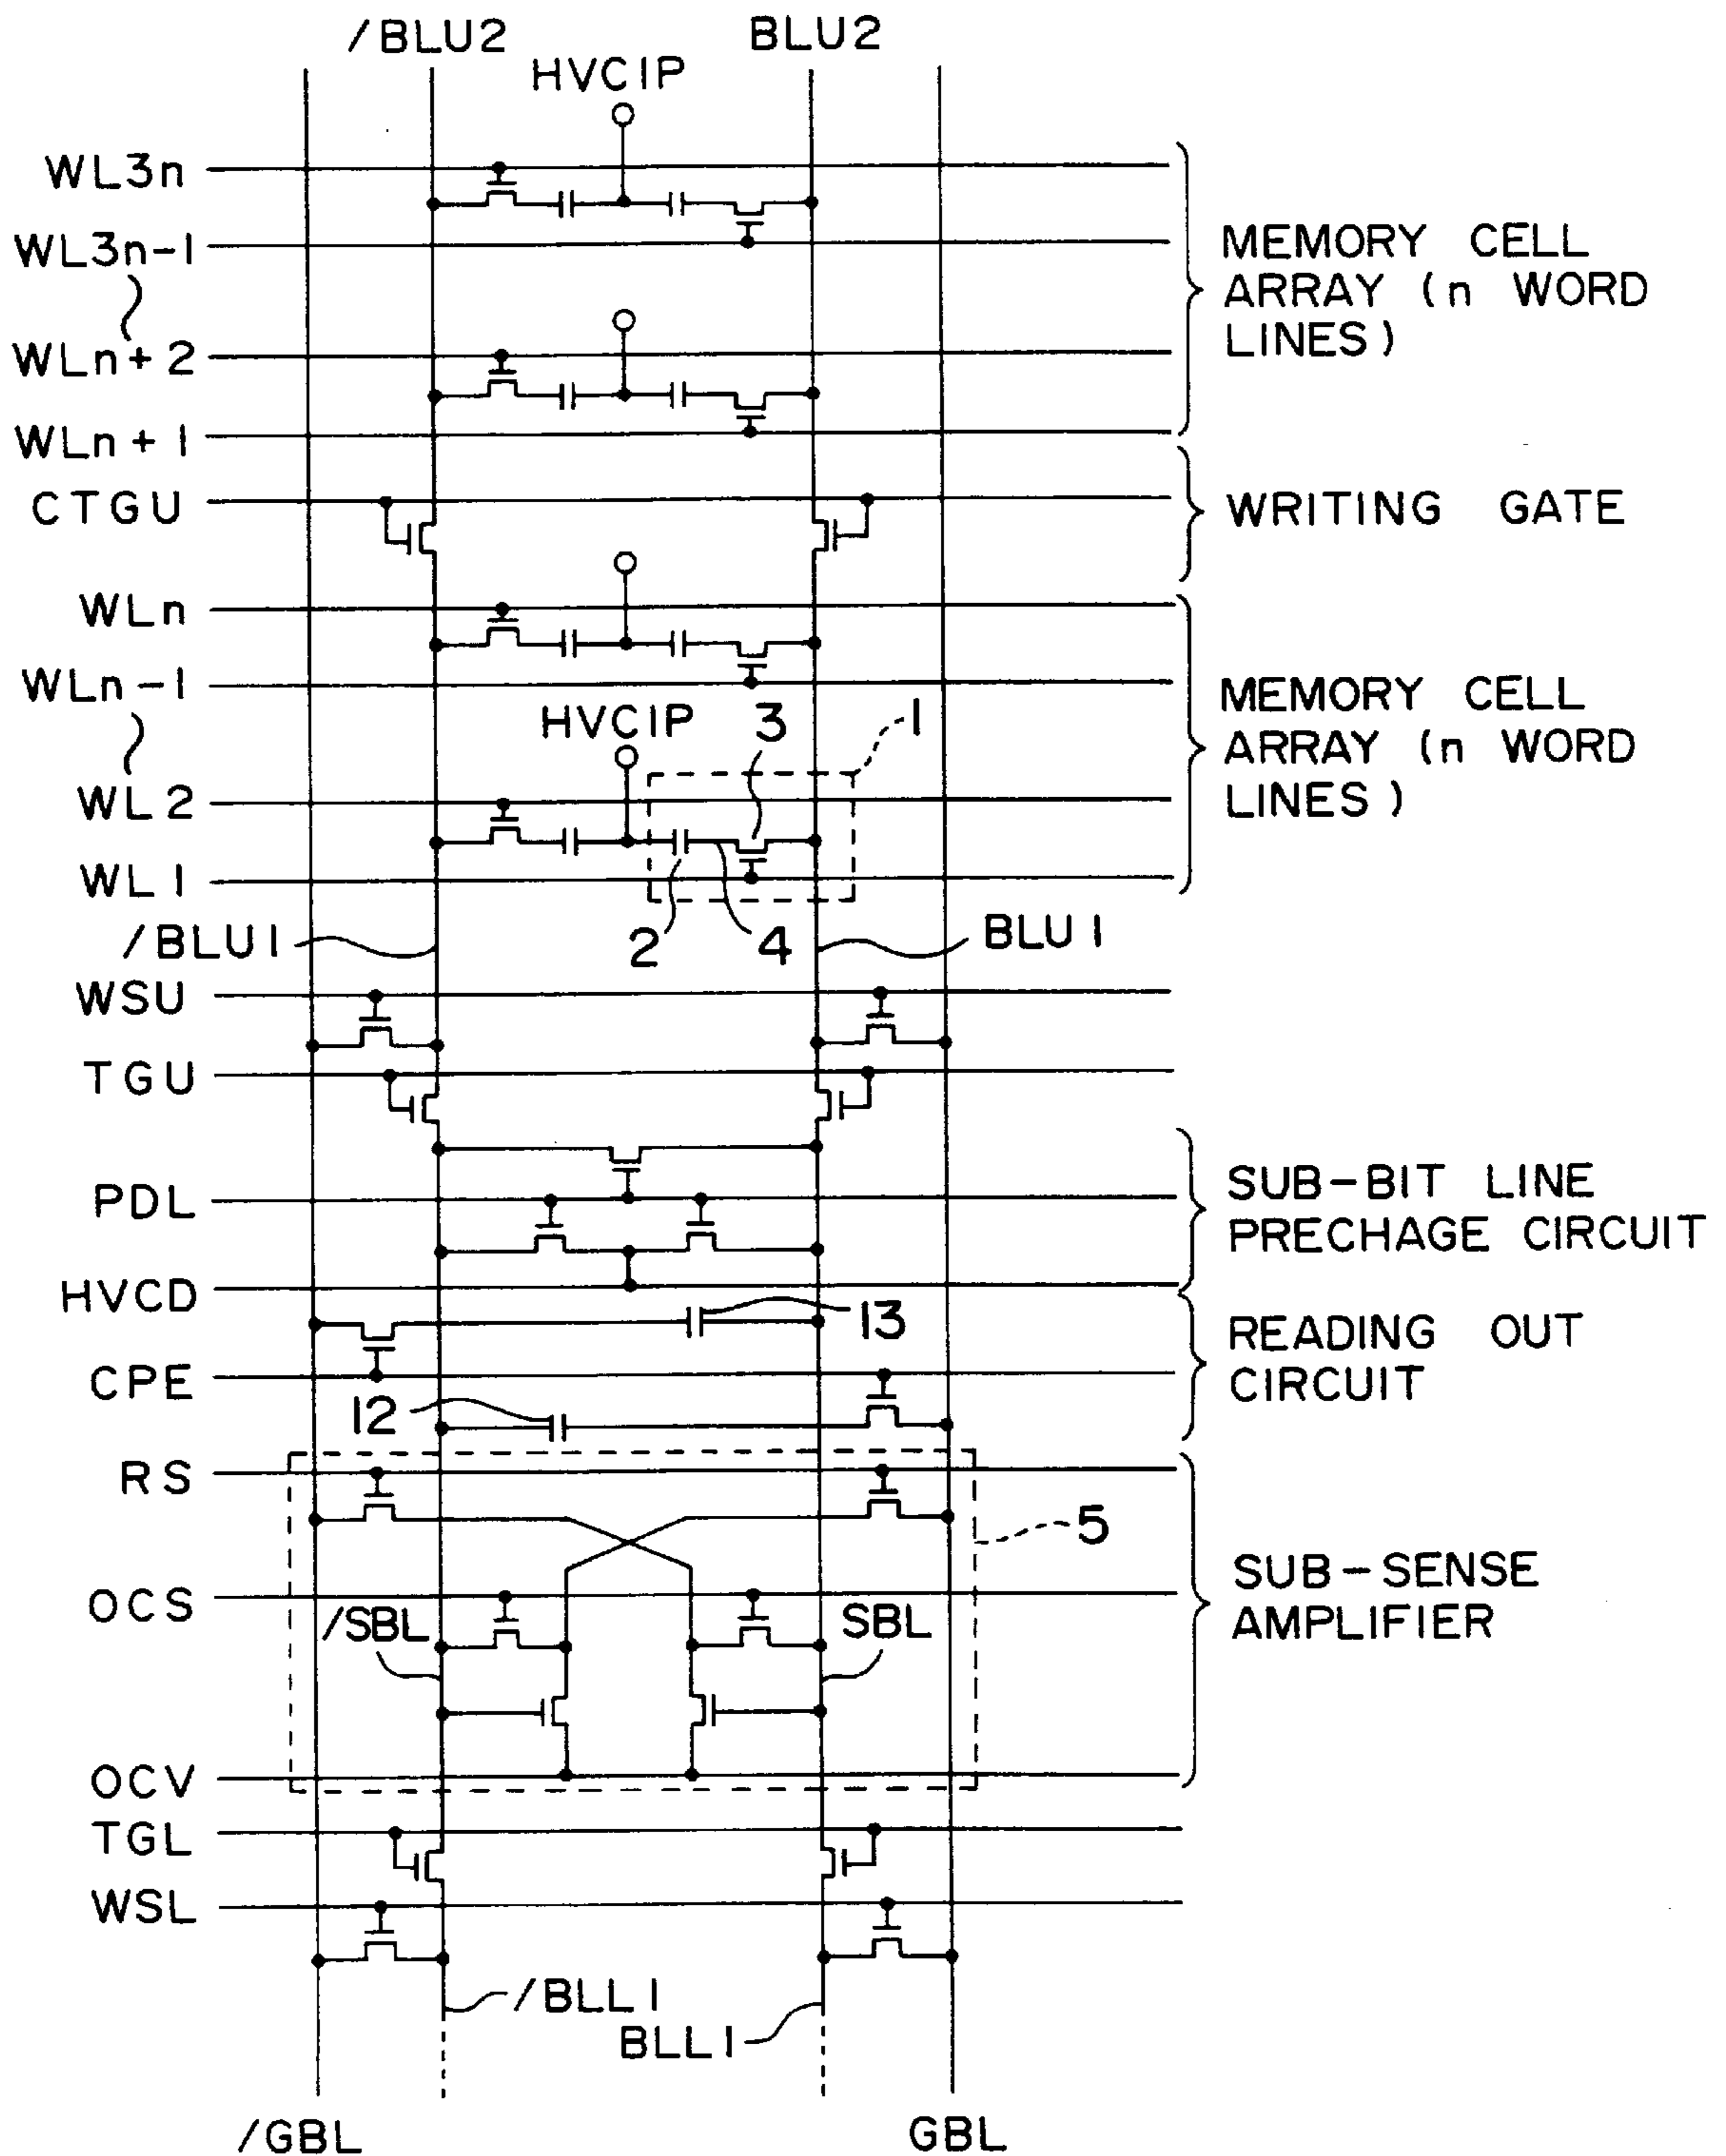 /BLU2 BLU2
HVCIP
WL3n
WL3n-1
MEMORY CELL
ARRAY (n WORD
LINES)
WLn+2
WLn+1
CTGU
WRITING GATE
WLn
WLn-1
MEMORY CELL
ARRAY (n WORD
LINES)
HVCIP 3 1
WL2
WL1
/BLU1 2 4 BLU1
WSU
TGU
PDL
SUB-BIT LINE
PRECHAGE CIRCUIT
HVCD
13
READING OUT
CIRCUIT
CPE
12
RS
5
OCS
SUB-SENSE
AMPLIFIER
/SBL SBL
OCV
TGL
WSL
/BLL1
BLL1
/GBL GBL